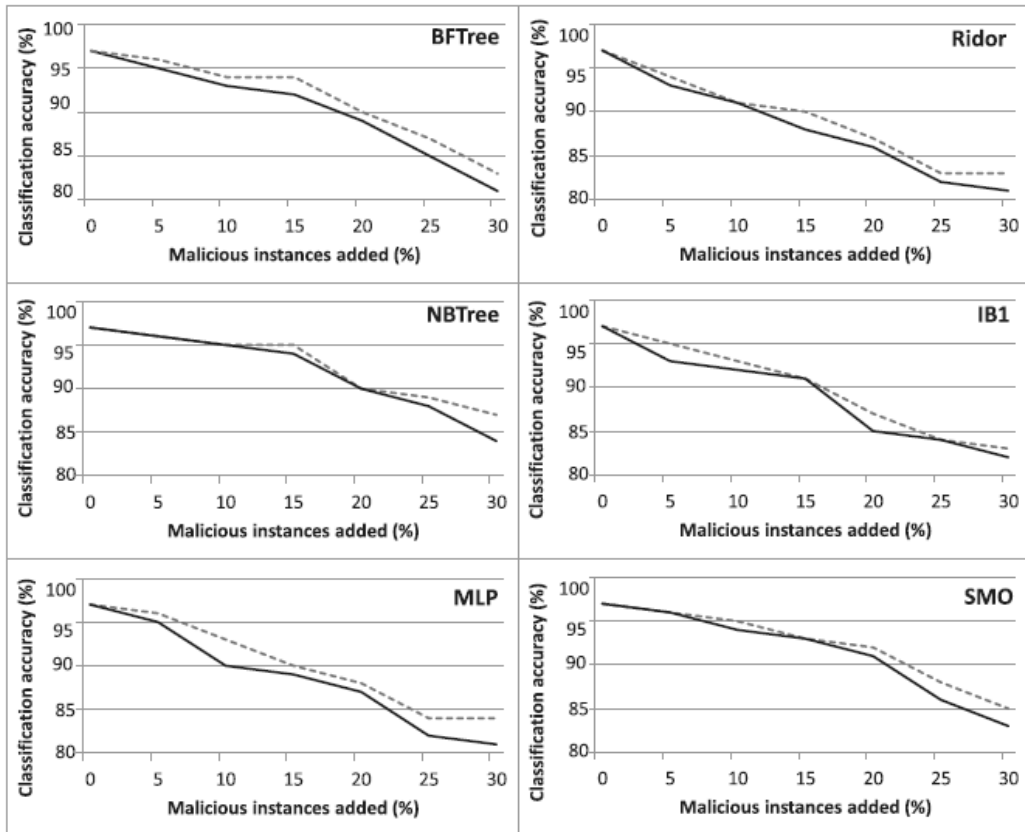 BFTree
Classification accuracy (%)
100
95
90
85
80
0 5 10 15 20 25 30
Malicious instances added (%)
Ridor
Classification accuracy (%)
100
95
90
85
80
0 5 10 15 20 25 30
Malicious instances added (%)
NBTree
Classification accuracy (%)
100
95
90
85
80
0 5 10 15 20 25 30
Malicious instances added (%)
IB1
Classification accuracy (%)
100
95
90
85
80
0 5 10 15 20 25 30
Malicious instances added (%)
MLP
Classification accuracy (%)
100
95
90
85
80
0 5 10 15 20 25 30
Malicious instances added (%)
SMO
Classification accuracy (%)
100
95
90
85
80
0 5 10 15 20 25 30
Malicious instances added (%)